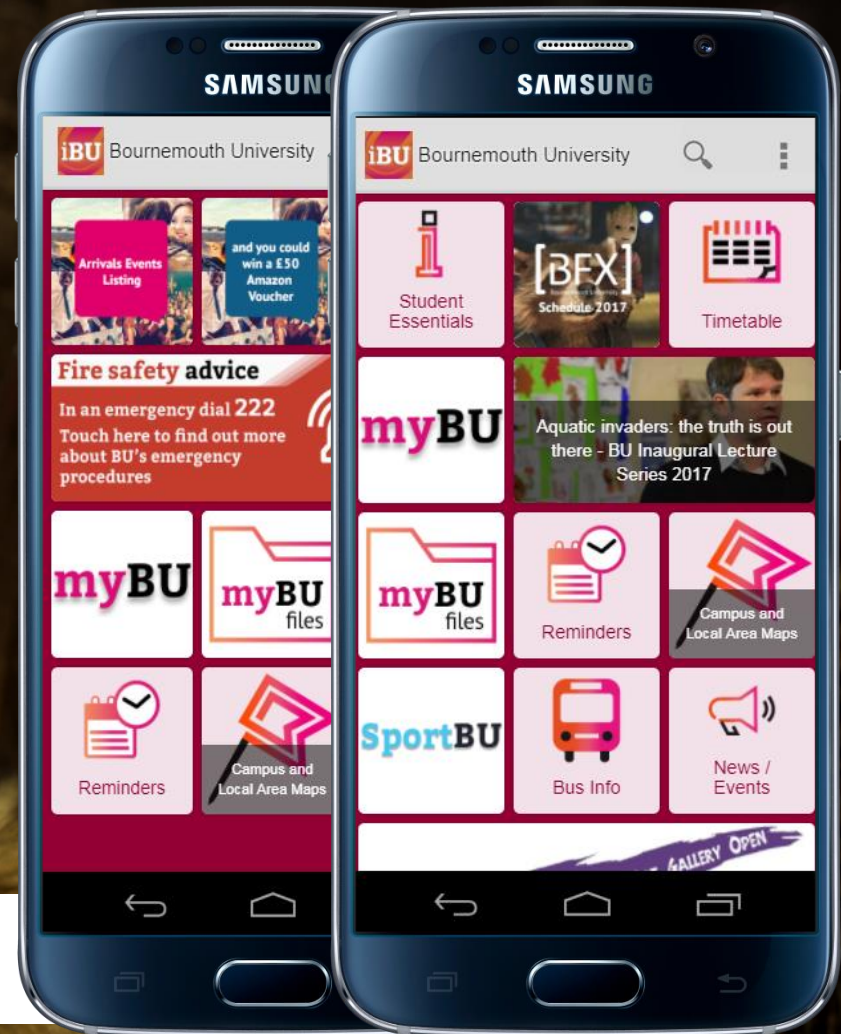 SAMSUNG
iBU Bournemouth University
Arrivals Events
Listing
and you could
win a £50
Amazon
Voucher
Fire safety advice
In an emergency dial 222
Touch here to find out more
about BU's emergency
procedures
myBU
myBU
files
Reminders
Campus and
Local Area Maps
SAMSUNG
iBU Bournemouth University
Student
Essentials
[BFX]
Schedule 2017
Timetable
myBU
Aquatic invaders: the truth is out
there - BU Inaugural Lecture
Series 2017
myBU
files
Reminders
Campus and
Local Area Maps
SportBU
Bus Info
News /
Events
GALLERY OPEN